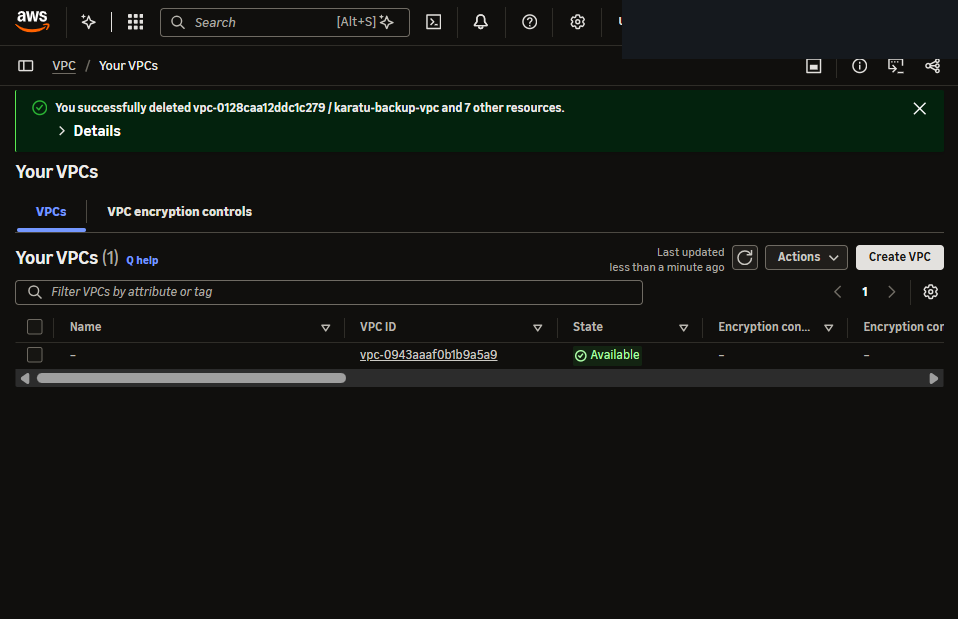 aws
Search [Alt+S]
VPC / Your VPCs
You successfully deleted vpc-0128caa12ddc1c279 / karatu-backup-vpc and 7 other resources.
Details
Your VPCs
VPCs
VPC encryption controls
Your VPCs (1) Q help
Last updated
less than a minute ago
Actions
Create VPC
Filter VPCs by attribute or tag
1
Name VPC ID State Encryption con... Encryption cor
– vpc-0943aaaf0b1b9a5a9 Available – –